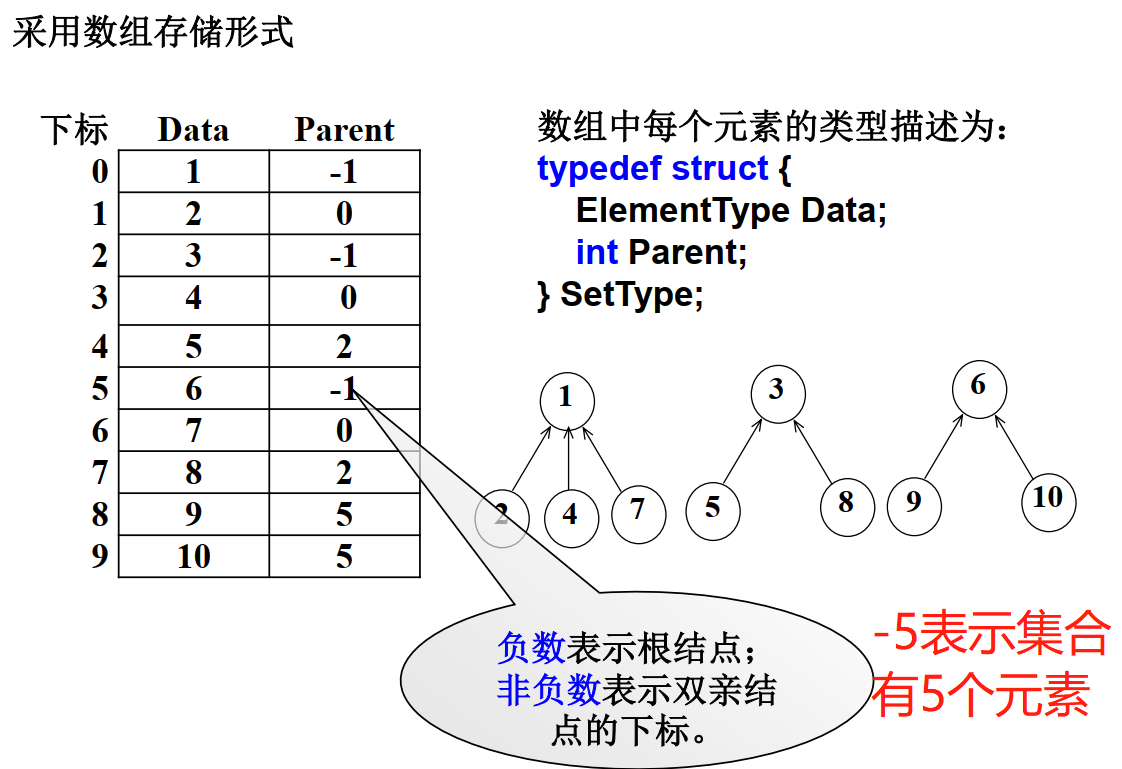 采用数组存储形式
下标 Data Parent
0 1 -1
1 2 0
2 3 -1
3 4 0
4 5 2
5 6 -1
6 7 0
7 8 2
8 9 5
9 10 5
数组中每个元素的类型描述为：
typedef struct {
ElementType Data;
int Parent;
} SetType;
1 3 6
2 4 7 5 8 9 10
负数表示根结点；
非负数表示双亲结
点的下标。
-5表示集合
有5个元素